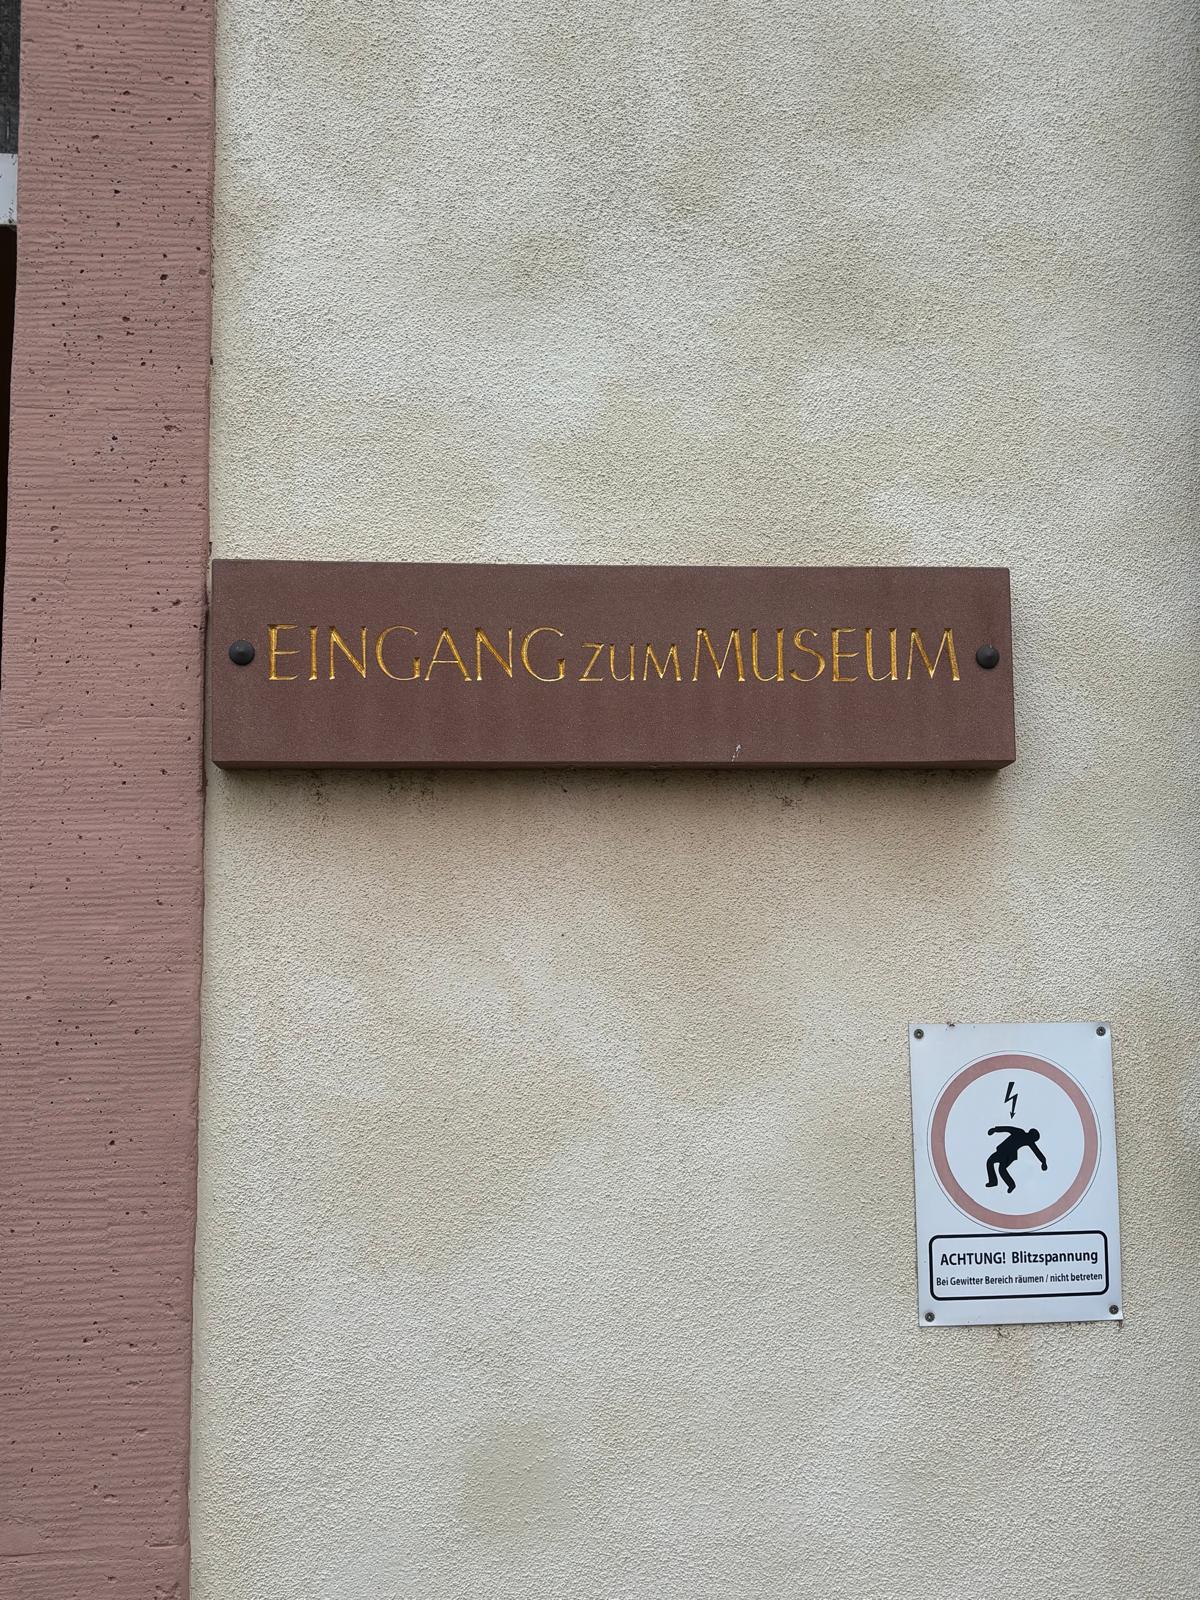 EINGANG ZUM MUSEUM
ACHTUNG! Blitzspannung
Bei Gewitter Bereich räumen / nicht betreten